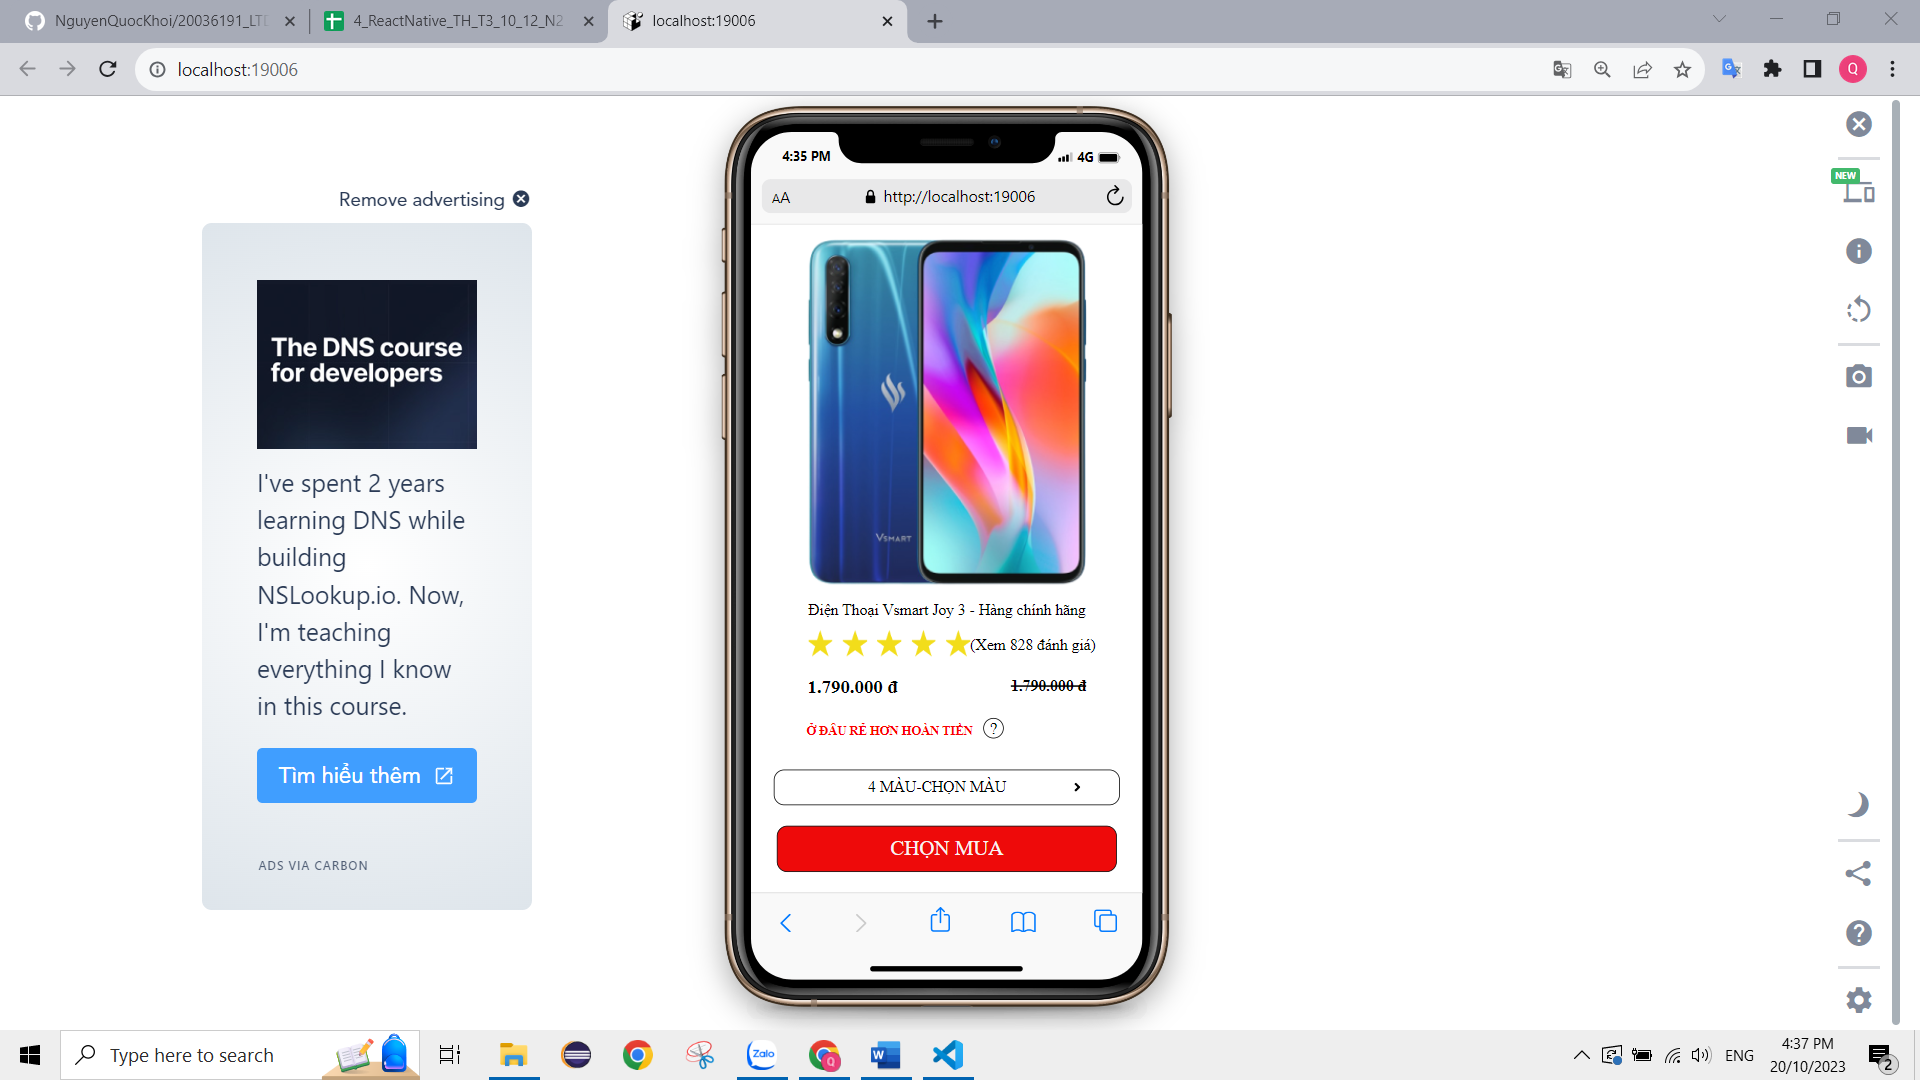 NguyenQuocKhoi/20036191_LTD
4_ReactNative_TH_T3_10_12_N2
localhost:19006
localhost:19006
Q
Remove advertising
The DNS course
for developers
I've spent 2 years
learning DNS while
building
NSLookup.io. Now,
I'm teaching
everything I know
in this course.
Tìm hiểu thêm
ADS VIA CARBON
4:35 PM
4G
AA
http://localhost:19006
VSMART
Điện Thoại Vsmart Joy 3 - Hàng chính hãng
(Xem 828 đánh giá)
1.790.000 đ
1.790.000 đ
Ở ĐÂU RẺ HƠN HOÀN TIỀN
?
4 MÀU-CHỌN MÀU
CHỌN MUA
NEW
Type here to search
Zalo
Q
W
ENG
4:37 PM
20/10/2023
2